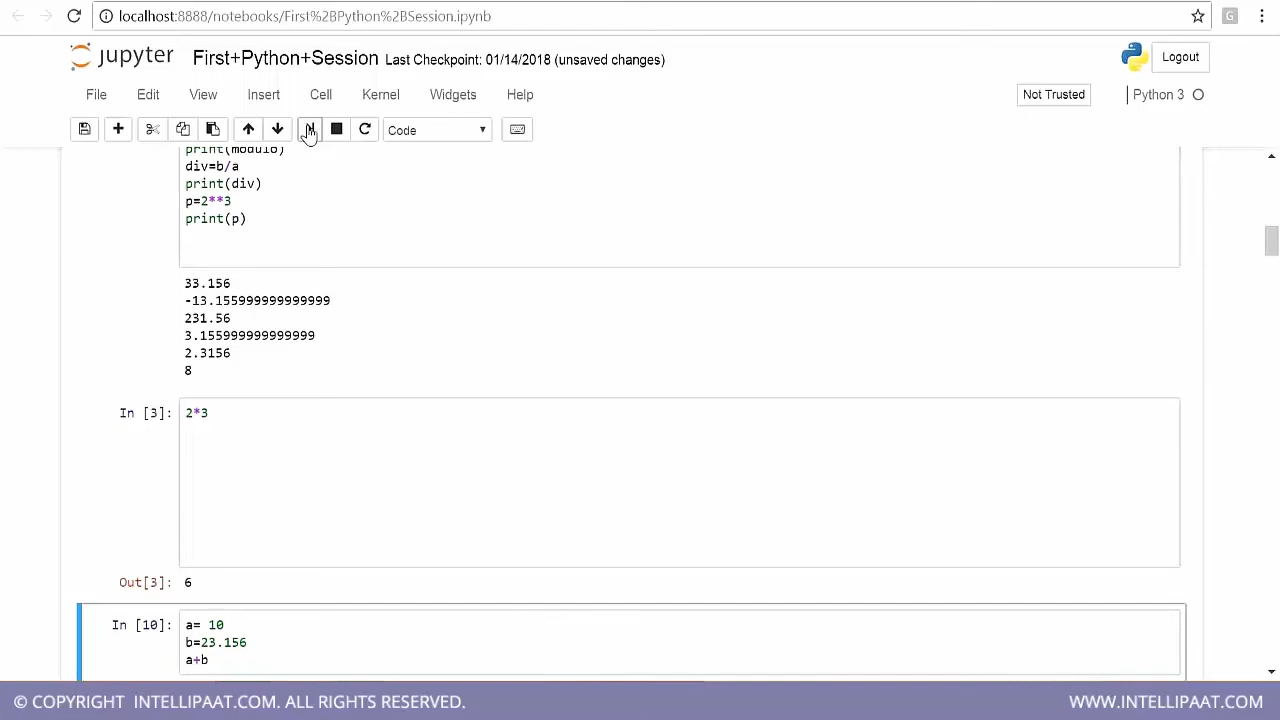 localhost:8888/notebooks/First%2BPython%2BSession.ipynb
G
jupyter First+Python+Session Last Checkpoint: 01/14/2018 (unsaved changes)
Logout
File Edit View Insert Cell Kernel Widgets Help
Not Trusted
Python 3
Code
print(modulo)
div=b/a
print(div)
p=2**3
print(p)
33.156
-13.155999999999999
231.56
3.155999999999999
2.3156
8
In [3]: 2*3
Out[3]: 6
In [10]: a= 10
b=23.156
a+b
© COPYRIGHT INTELLIPAAT.COM. ALL RIGHTS RESERVED.
WWW.INTELLIPAAT.COM